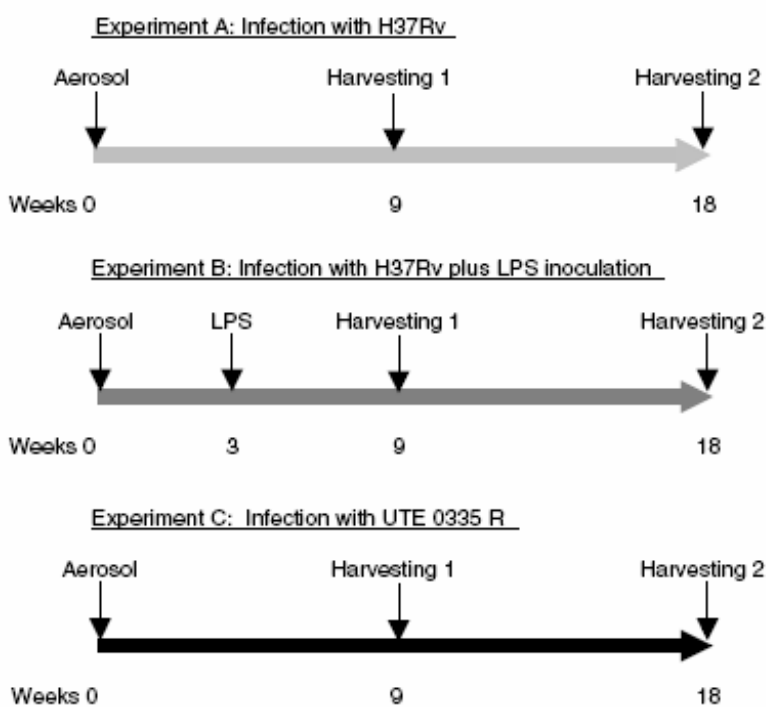 Experiment A: Infection with H37Rv
Aerosol Harvesting 1 Harvesting 2
Weeks 0 9 18
Experiment B: Infection with H37Rv plus LPS inoculation
Aerosol LPS Harvesting 1 Harvesting 2
Weeks 0 3 9 18
Experiment C: Infection with UTE 0335 R
Aerosol Harvesting 1 Harvesting 2
Weeks 0 9 18